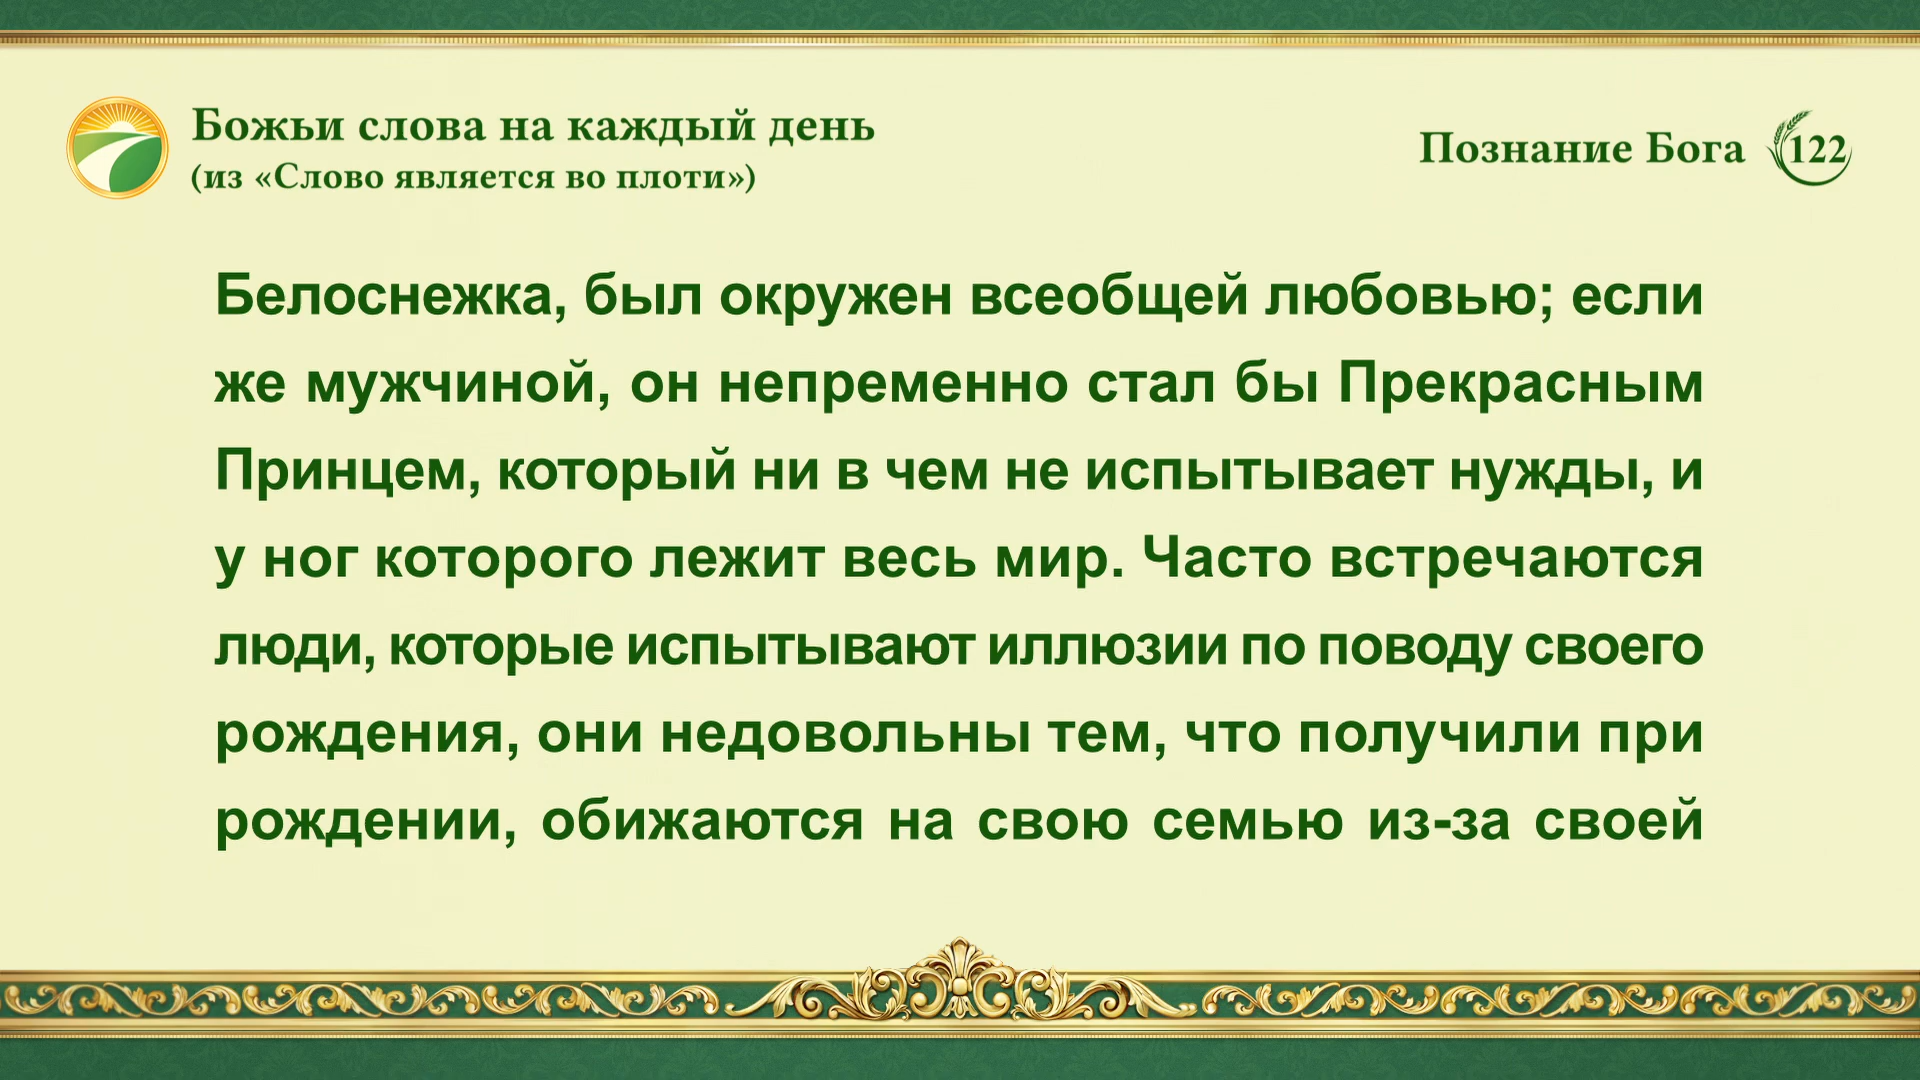 Божьи слова на каждый день
(из «Слово является во плоти»)
Познание Бога 122
Белоснежка, был окружен всеобщей любовью; если
же мужчиной, он непременно стал бы Прекрасным
Принцем, который ни в чем не испытывает нужды, и
у ног которого лежит весь мир. Часто встречаются
люди, которые испытывают иллюзии по поводу своего
рождения, они недовольны тем, что получили при
рождении, обижаются на свою семью из-за своей